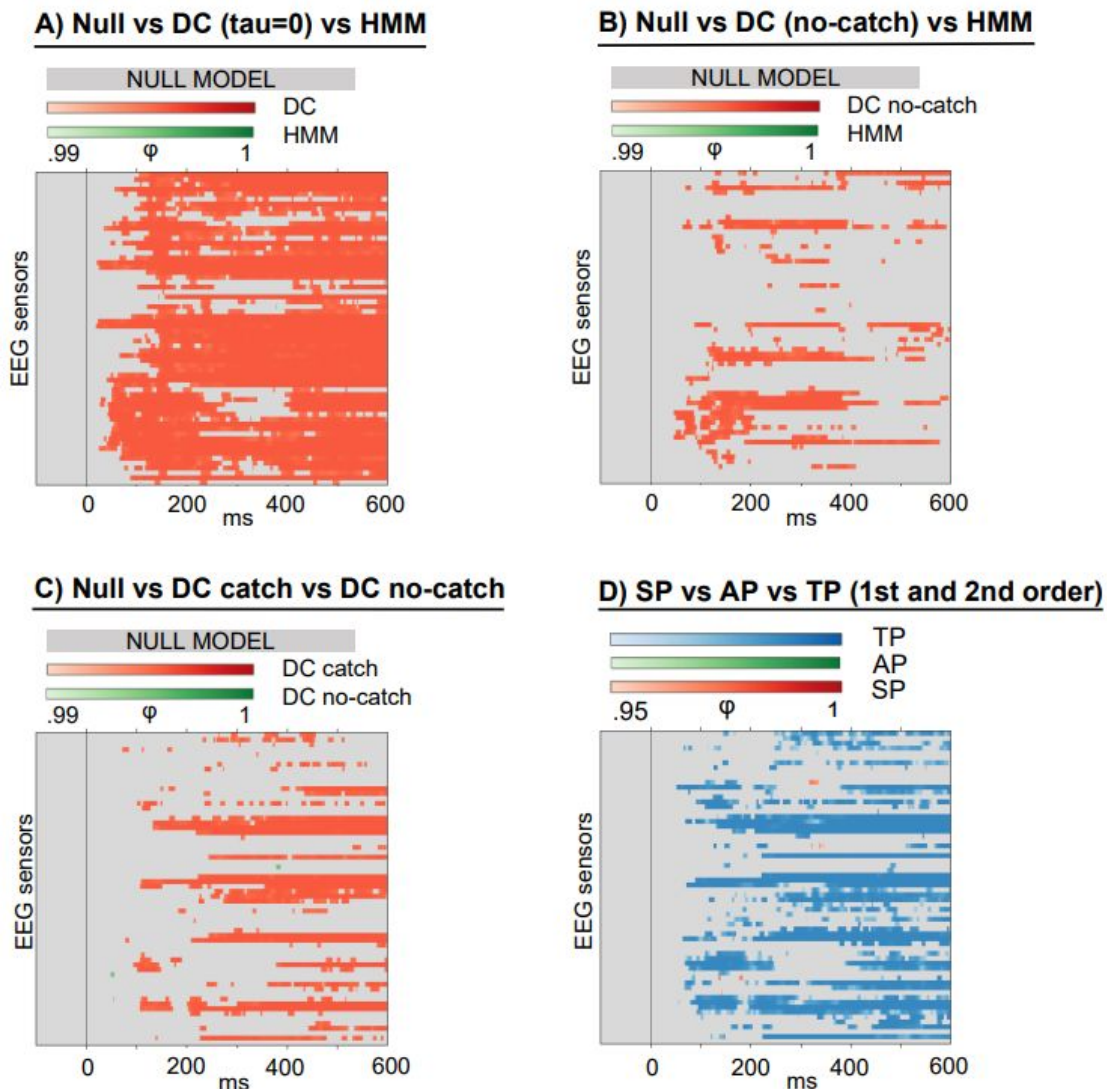 A) Null vs DC (tau=0) vs HMM
NULL MODEL
DC
HMM
.99 φ 1
EEG sensors
0 200 400 600
ms
B) Null vs DC (no-catch) vs HMM
NULL MODEL
DC no-catch
HMM
.99 φ 1
EEG sensors
0 200 400 600
ms
C) Null vs DC catch vs DC no-catch
NULL MODEL
DC catch
DC no-catch
.99 φ 1
EEG sensors
0 200 400 600
ms
D) SP vs AP vs TP (1st and 2nd order)
TP
AP
SP
.95 φ 1
EEG sensors
0 200 400 600
ms